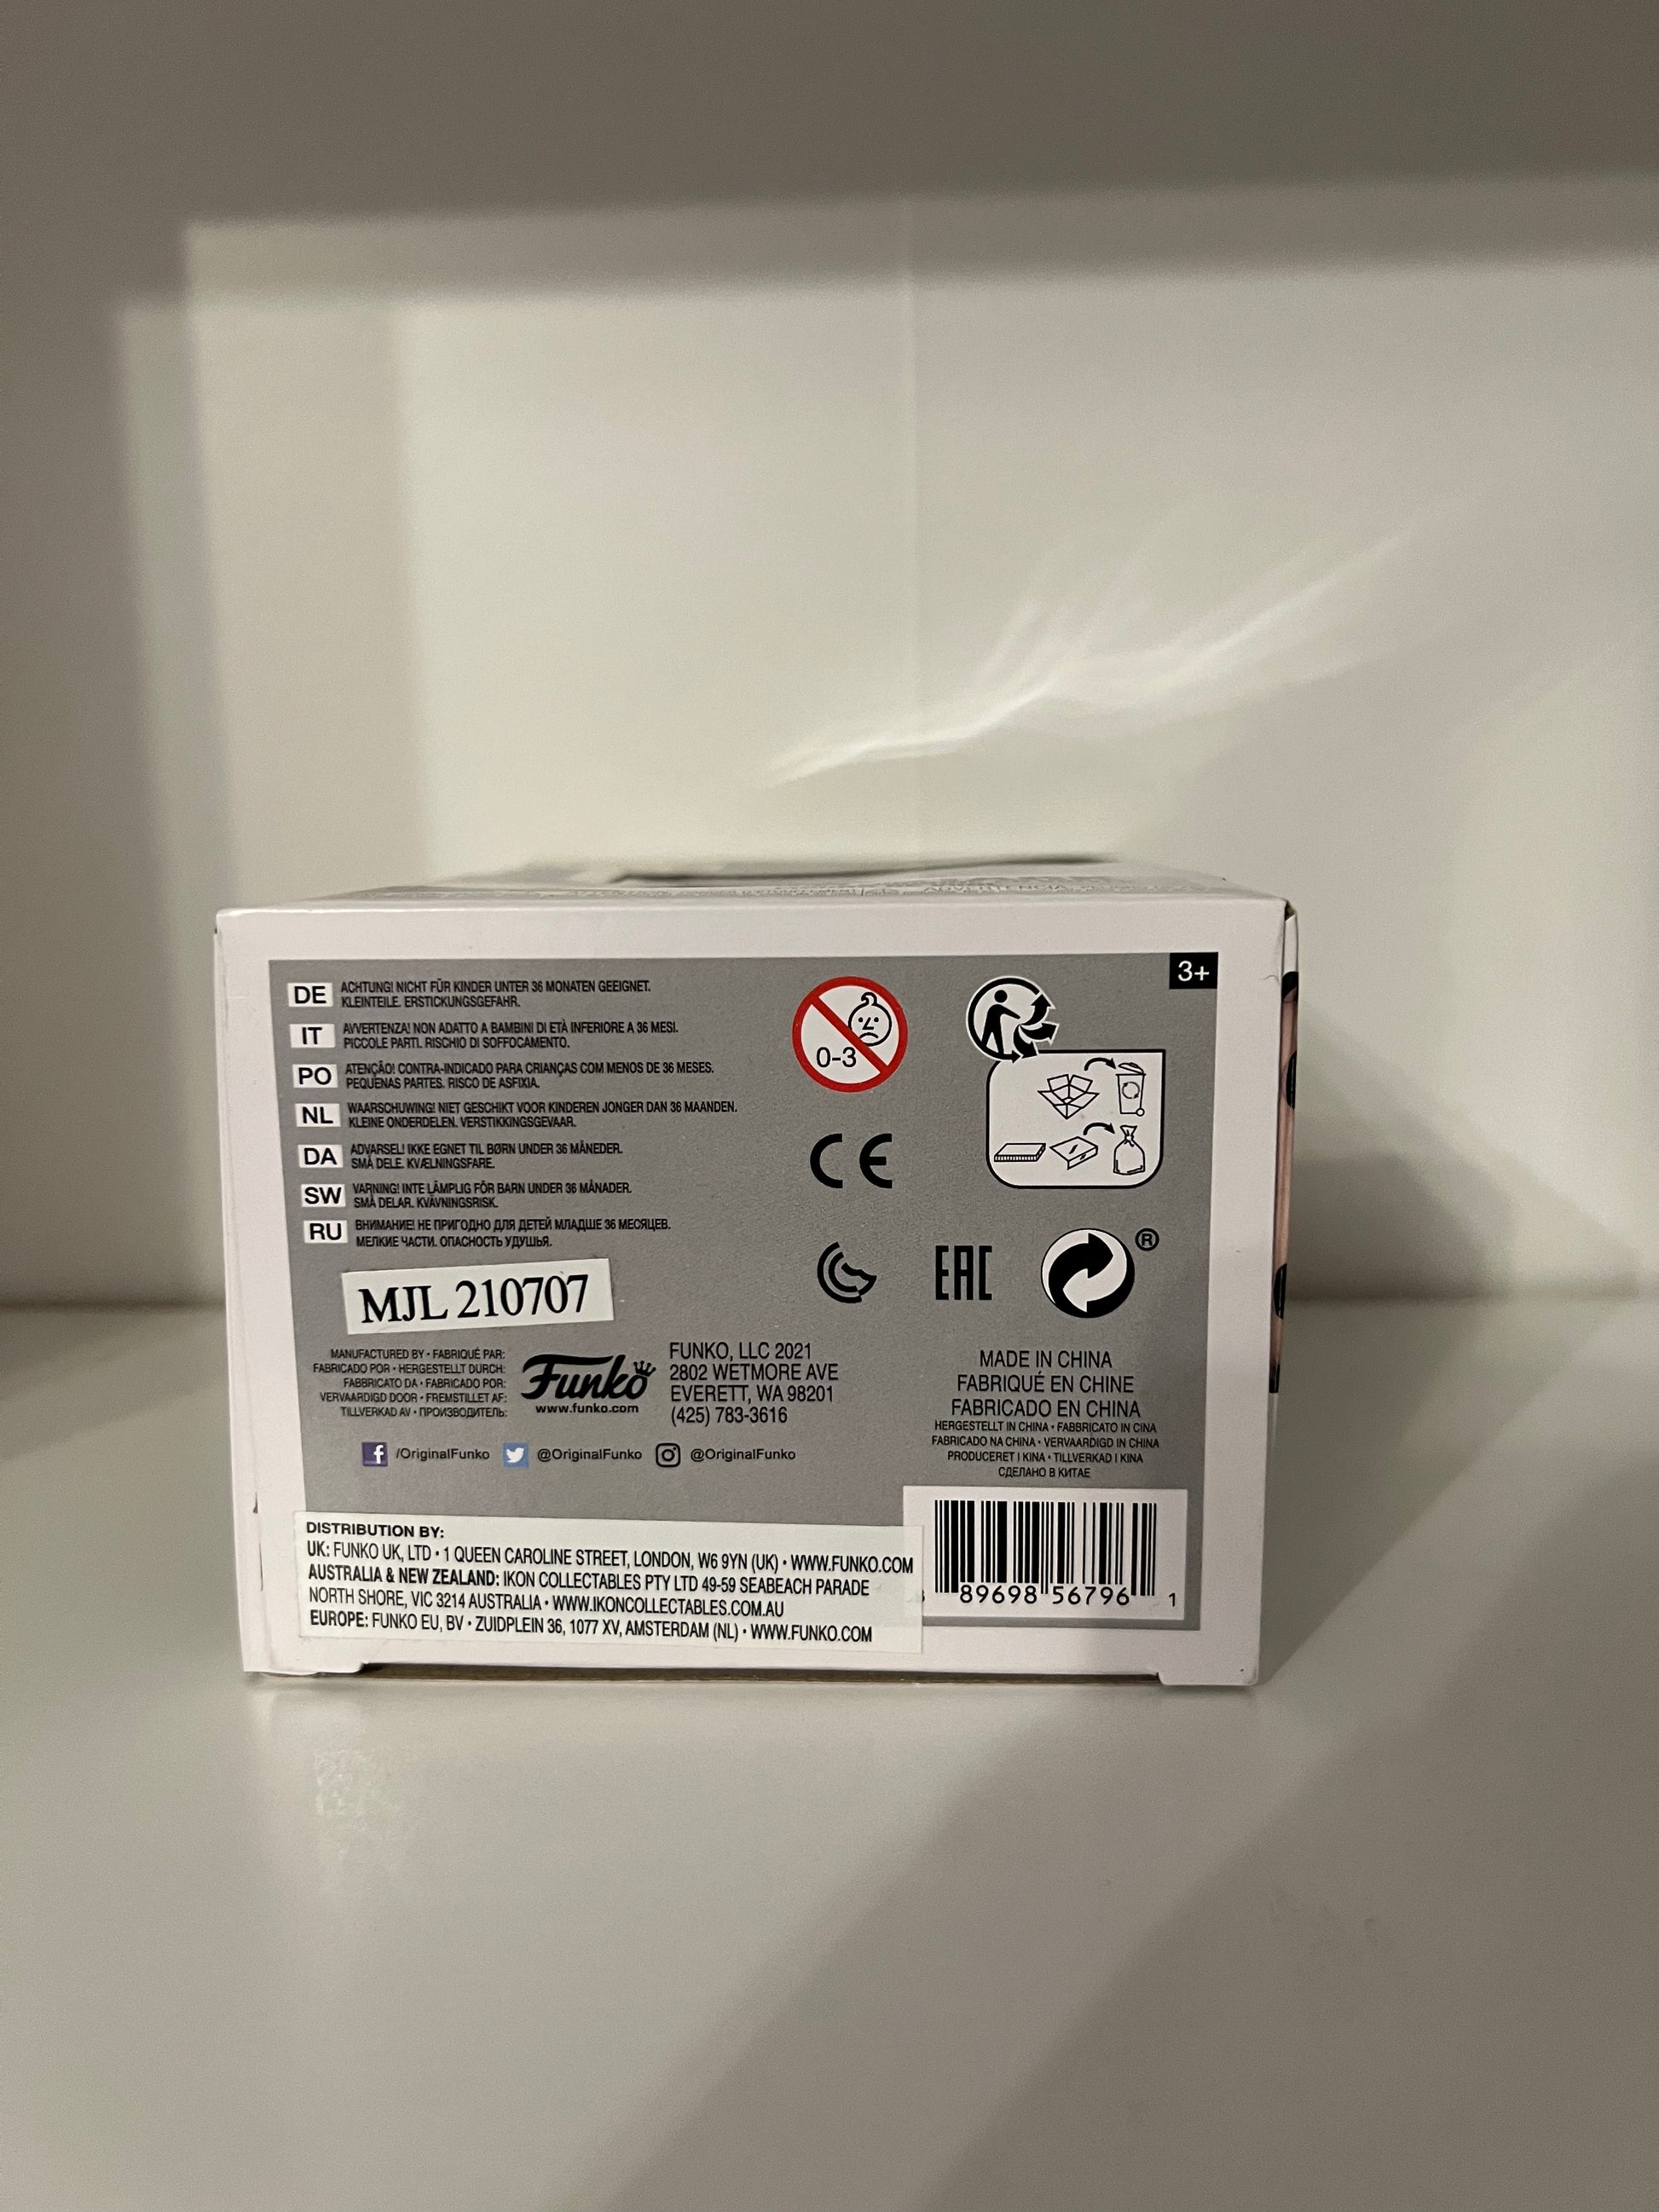 3+
DE ACHTUNG! NICHT FÜR KINDER UNTER 36 MONATEN GEEIGNET.
KLEINTEILE. ERSTICKUNGSGEFAHR.
IT AVVERTENZA! NON ADATTO A BAMBINI DI ETÀ INFERIORE A 36 MESI.
PICCOLE PARTI. RISCHIO DI SOFFOCAMENTO.
PO ATENÇÃO! CONTRA-INDICADO PARA CRIANÇAS COM MENOS DE 36 MESES.
PEQUENAS PARTES. RISCO DE ASFIXIA.
NL WAARSCHUWING! NIET GESCHIKT VOOR KINDEREN JONGER DAN 36 MAANDEN.
KLEINE ONDERDELEN. VERSTIKKINGSGEVAAR.
DA ADVARSEL! IKKE EGNET TIL BØRN UNDER 36 MÅNEDER.
SMÅ DELE. KVÆLNINGSFARE.
SW VARNING! INTE LÄMPLIG FÖR BARN UNDER 36 MÅNADER.
SMÅ DELAR. KVÄVNINGSRISK.
RU ВНИМАНИЕ! НЕ ПРИГОДНО ДЛЯ ДЕТЕЙ МЛАДШЕ 36 МЕСЯЦЕВ.
МЕЛКИЕ ЧАСТИ. ОПАСНОСТЬ УДУШЬЯ.
0-3
CE
EAC
®
MJL 210707
MANUFACTURED BY • FABRIQUÉ PAR:
FABRICADO POR • HERGESTELLT DURCH:
FABBRICATO DA • FABRICADO POR:
VERVAARDIGD DOOR • FREMSTILLET AF:
TILLVERKAD AV • ПРОИЗВОДИТЕЛЬ:
Funko
www.funko.com
FUNKO, LLC 2021
2802 WETMORE AVE
EVERETT, WA 98201
(425) 783-3616
/OriginalFunko @OriginalFunko @OriginalFunko
MADE IN CHINA
FABRIQUÉ EN CHINE
FABRICADO EN CHINA
HERGESTELLT IN CHINA • FABBRICATO IN CINA
FABRICADO NA CHINA • VERVAARDIGD IN CHINA
PRODUCERET I KINA • TILLVERKAD I KINA
СДЕЛАНО В КИТАЕ
DISTRIBUTION BY:
UK: FUNKO UK, LTD • 1 QUEEN CAROLINE STREET, LONDON, W6 9YN (UK) • WWW.FUNKO.COM
AUSTRALIA & NEW ZEALAND: IKON COLLECTABLES PTY LTD 49-59 SEABEACH PARADE
NORTH SHORE, VIC 3214 AUSTRALIA • WWW.IKONCOLLECTABLES.COM.AU
EUROPE: FUNKO EU, BV • ZUIDPLEIN 36, 1077 XV, AMSTERDAM (NL) • WWW.FUNKO.COM
89698 56796 1